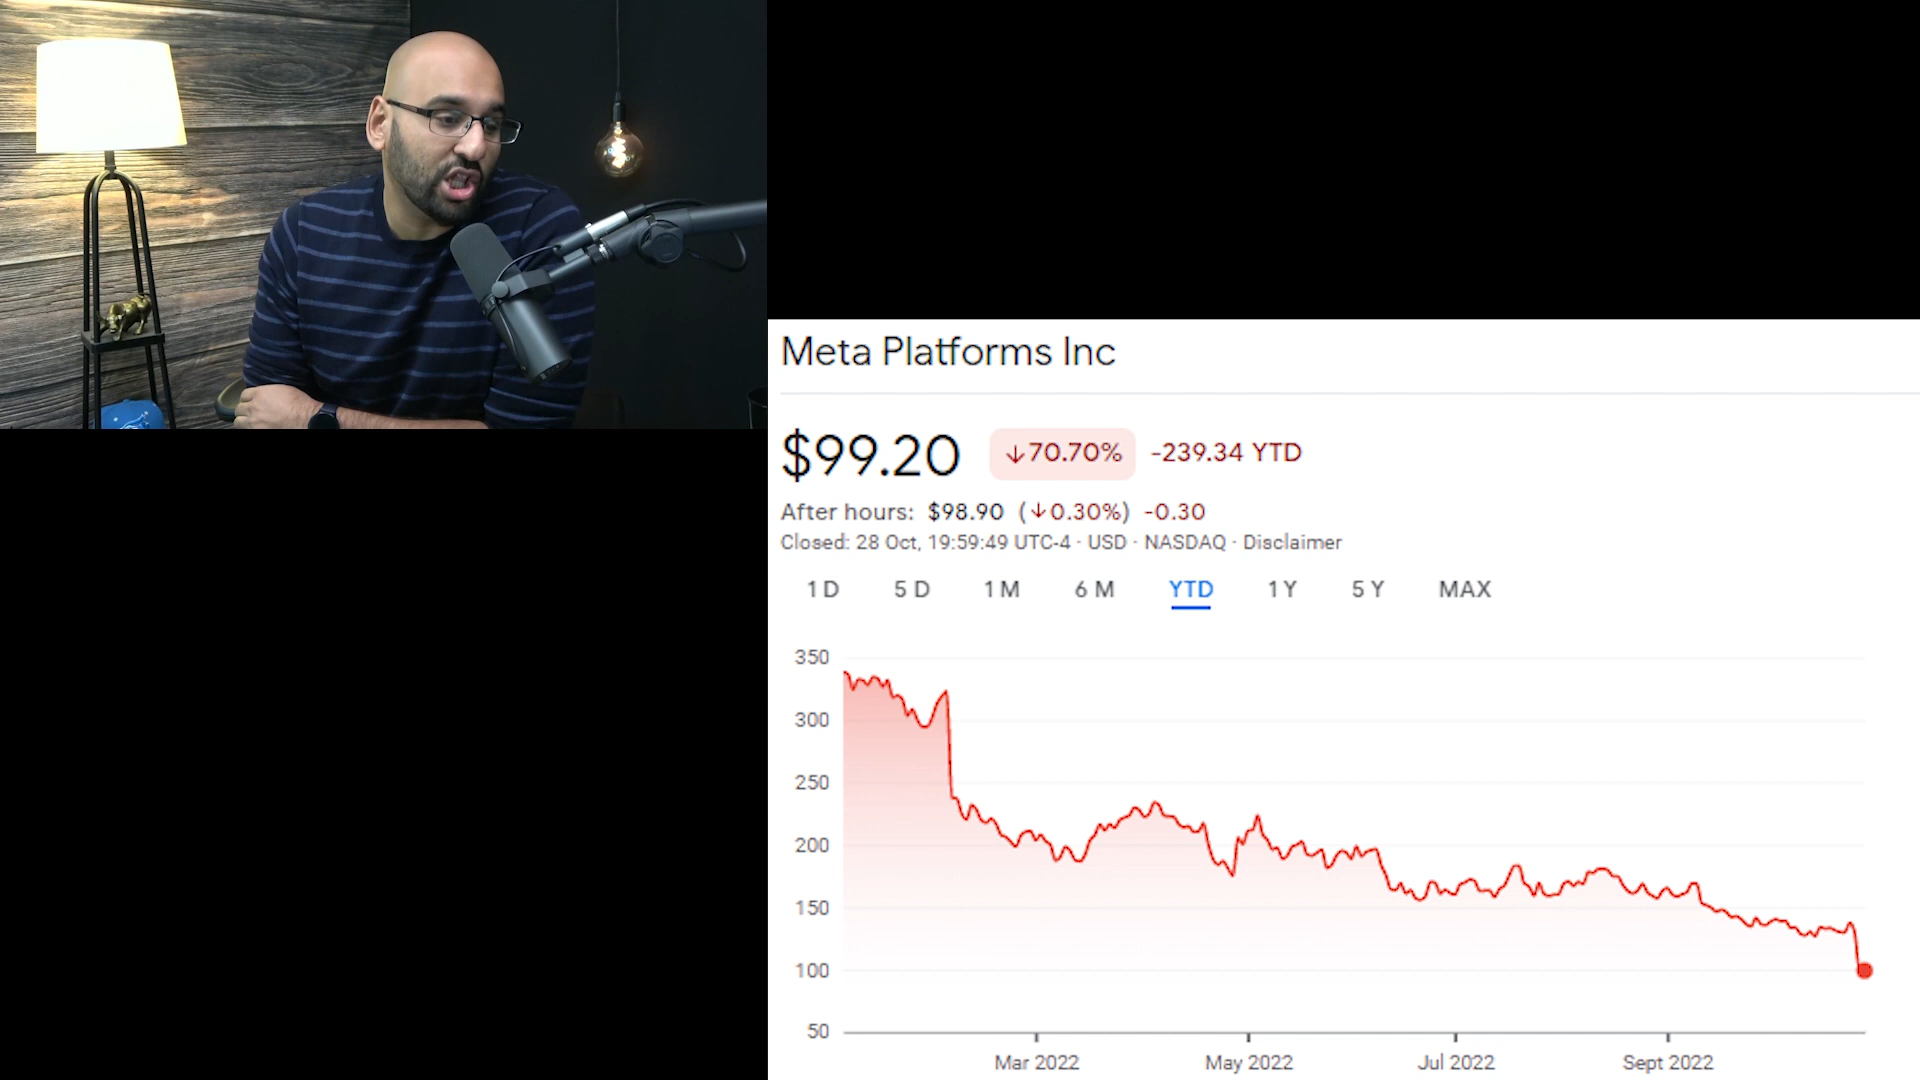 Meta Platforms Inc
$99.20 ↓70.70% -239.34 YTD
After hours: $98.90 (↓0.30%) -0.30
Closed: 28 Oct, 19:59:49 UTC-4 · USD · NASDAQ · Disclaimer
1D 5D 1M 6M YTD 1Y 5Y MAX
350
300
250
200
150
100
50
Mar 2022 May 2022 Jul 2022 Sept 2022